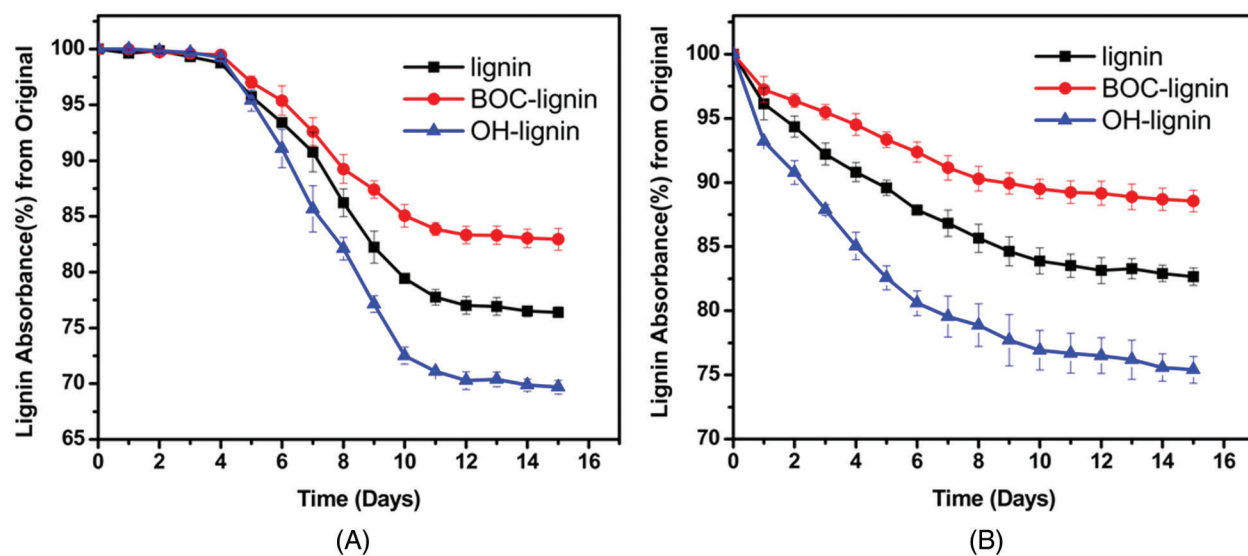 Lignin Absorbance(%) from Original
100
95
90
85
80
75
70
65
lignin
BOC-lignin
OH-lignin
0 2 4 6 8 10 12 14 16
Time (Days)
(A)
Lignin Absorbance(%) from Original
100
95
90
85
80
75
70
lignin
BOC-lignin
OH-lignin
0 2 4 6 8 10 12 14 16
Time (Days)
(B)